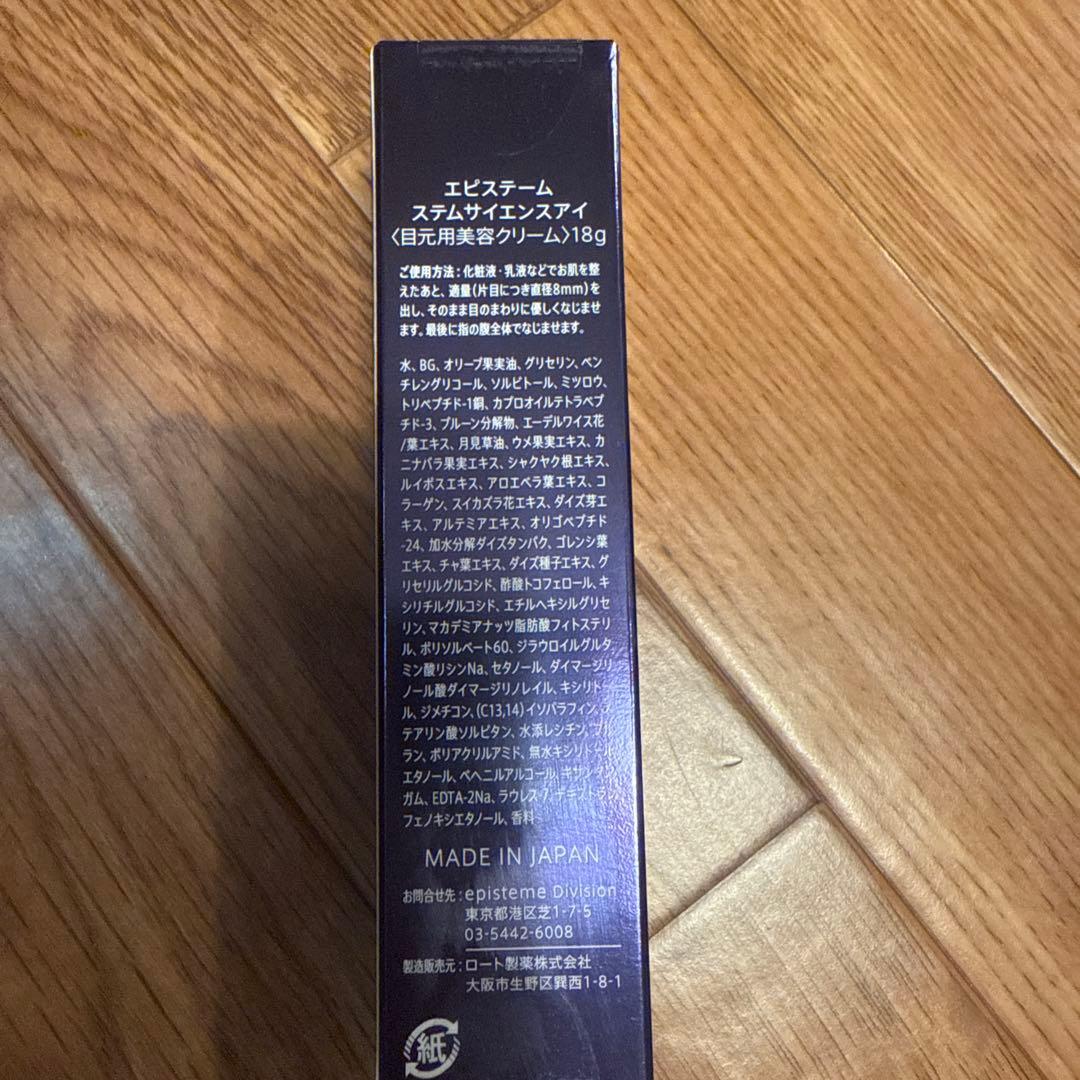 エピステーム
ステムサイエンスアイ
〈目元用美容クリーム〉18g
ご使用方法：化粧液・乳液などでお肌を整
えたあと、適量(片目につき直径8mm)を
出し、そのまま目のまわりに優しくなじませ
ます。最後に指の腹全体でなじませます。
水、BG、オリーブ果実油、グリセリン、ペン
チレングリコール、ソルビトール、ミツロウ、
トリペプチド-1銅、カプロオイルテトラペプ
チド-3、プルーン分解物、エーデルワイス花
/葉エキス、月見草油、ウメ果実エキス、カ
ニナバラ果実エキス、シャクヤク根エキス、
ルイボスエキス、アロエベラ葉エキス、コ
ラーゲン、スイカズラ花エキス、ダイズ芽エ
キス、アルテミアエキス、オリゴペプチド
-24、加水分解ダイズタンパク、ゴレンシ葉
エキス、チャ葉エキス、ダイズ種子エキス、グ
リセリルグルコシド、酢酸トコフェロール、キ
シリチルグルコシド、エチルヘキシルグリセ
リン、マカデミアナッツ脂肪酸フィトステリ
ル、ポリソルベート60、ジラウロイルグルタ
ミン酸リシンNa、セタノール、ダイマージリ
ノール酸ダイマージリノレイル、キシリトー
ル、ジメチコン、(C13,14)イソパラフィン、ス
テアリン酸ソルビタン、水添レシチン、プル
ラン、ポリアクリルアミド、無水キシリトール
エタノール、ベヘニルアルコール、キサンタン
ガム、EDTA-2Na、ラウレス-7、デキストラン
フェノキシエタノール、香料
MADE IN JAPAN
お問合せ先：episteme Division
東京都港区芝1-7-5
03-5442-6008
製造販売元：ロート製薬株式会社
大阪市生野区巽西1-8-1
紙